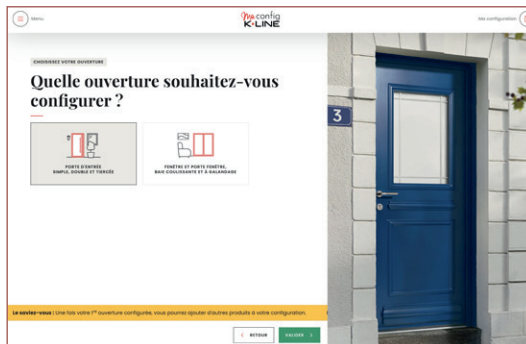 Menu
Ma config
K•LINE
Ma configuration
CHOISISSEZ VOTRE OUVERTURE
Quelle ouverture souhaitez-vous
configurer ?
PORTE D'ENTRÉE
SIMPLE, DOUBLE ET TIERCÉE
FENÊTRE ET PORTE FENÊTRE,
BAIE COULISSANTE ET À GALANDAGE
3
Le saviez-vous : Une fois votre 1ʳᵉ ouverture configurée, vous pourrez ajouter d'autres produits à votre configuration.
< RETOUR
VALIDER >